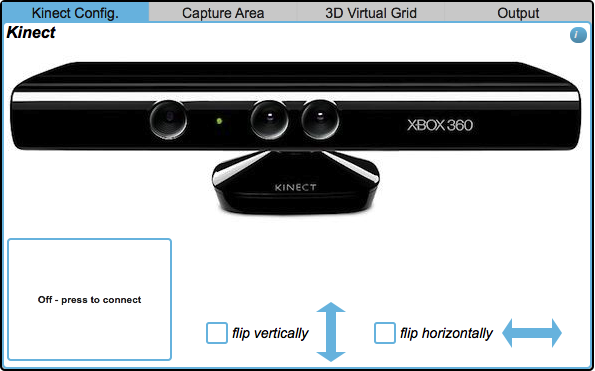 Kinect Config.
Capture Area
3D Virtual Grid
Output
Kinect
i
XBOX 360
KINECT
Off - press to connect
flip vertically
flip horizontally